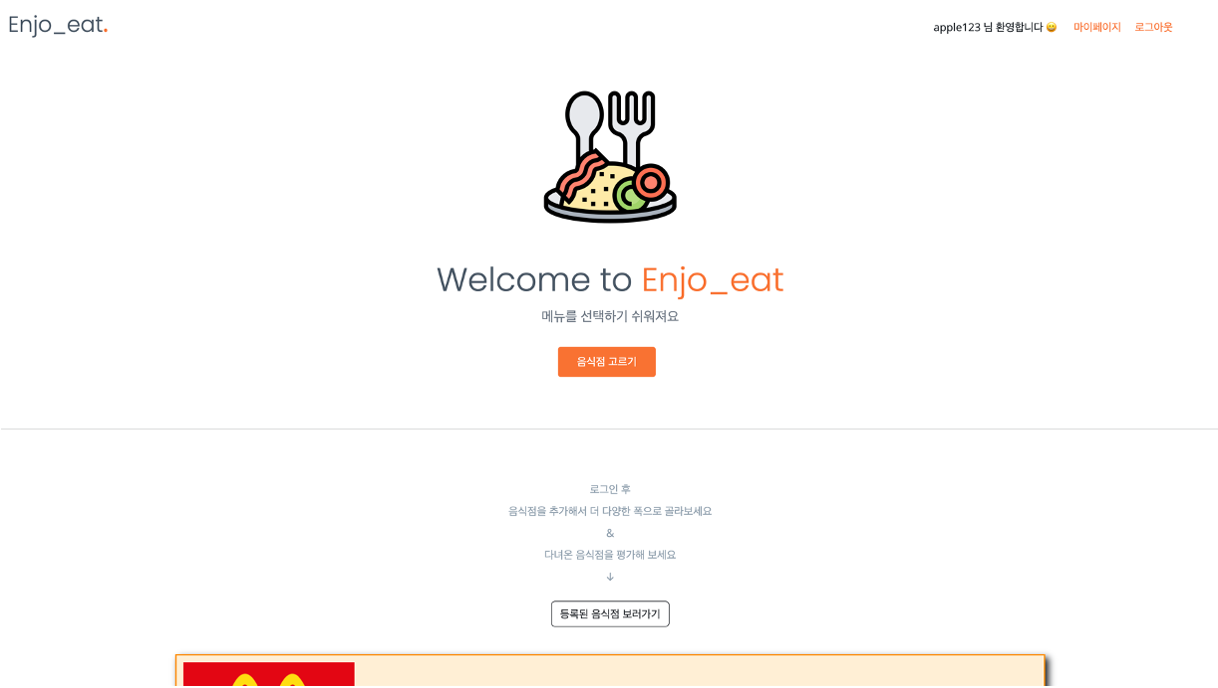 Enjo_eat.
apple123 님 환영합니다 😀 마이페이지 로그아웃
Welcome to Enjo_eat
메뉴를 선택하기 쉬워져요
음식점 고르기
로그인 후
음식점을 추가해서 더 다양한 폭으로 골라보세요
&
다녀온 음식점을 평가해 보세요
↓
등록된 음식점 보러가기